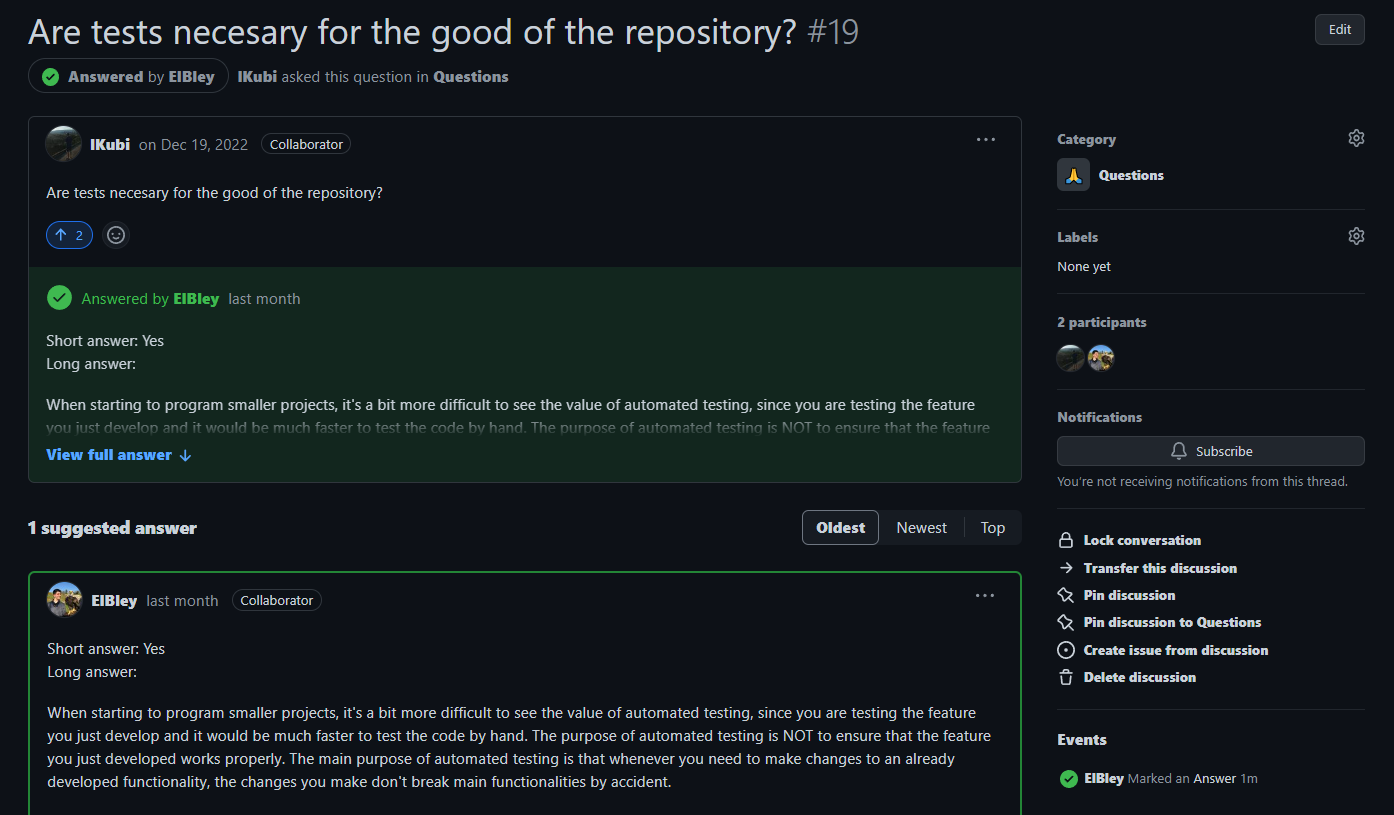 Are tests necesary for the good of the repository? #19
Edit
Answered by ElBley
IKubi asked this question in Questions
IKubi on Dec 19, 2022 Collaborator
Are tests necesary for the good of the repository?
2
Answered by ElBley last month
Short answer: Yes
Long answer:
When starting to program smaller projects, it's a bit more difficult to see the value of automated testing, since you are testing the feature
you just develop and it would be much faster to test the code by hand. The purpose of automated testing is NOT to ensure that the feature
View full answer ↓
1 suggested answer
Oldest
Newest
Top
ElBley last month Collaborator
Short answer: Yes
Long answer:
When starting to program smaller projects, it's a bit more difficult to see the value of automated testing, since you are testing the feature
you just develop and it would be much faster to test the code by hand. The purpose of automated testing is NOT to ensure that the feature
you just developed works properly. The main purpose of automated testing is that whenever you need to make changes to an already
developed functionality, the changes you make don't break main functionalities by accident.
Category
Questions
Labels
None yet
2 participants
Notifications
Subscribe
You're not receiving notifications from this thread.
Lock conversation
Transfer this discussion
Pin discussion
Pin discussion to Questions
Create issue from discussion
Delete discussion
Events
ElBley Marked an Answer 1m